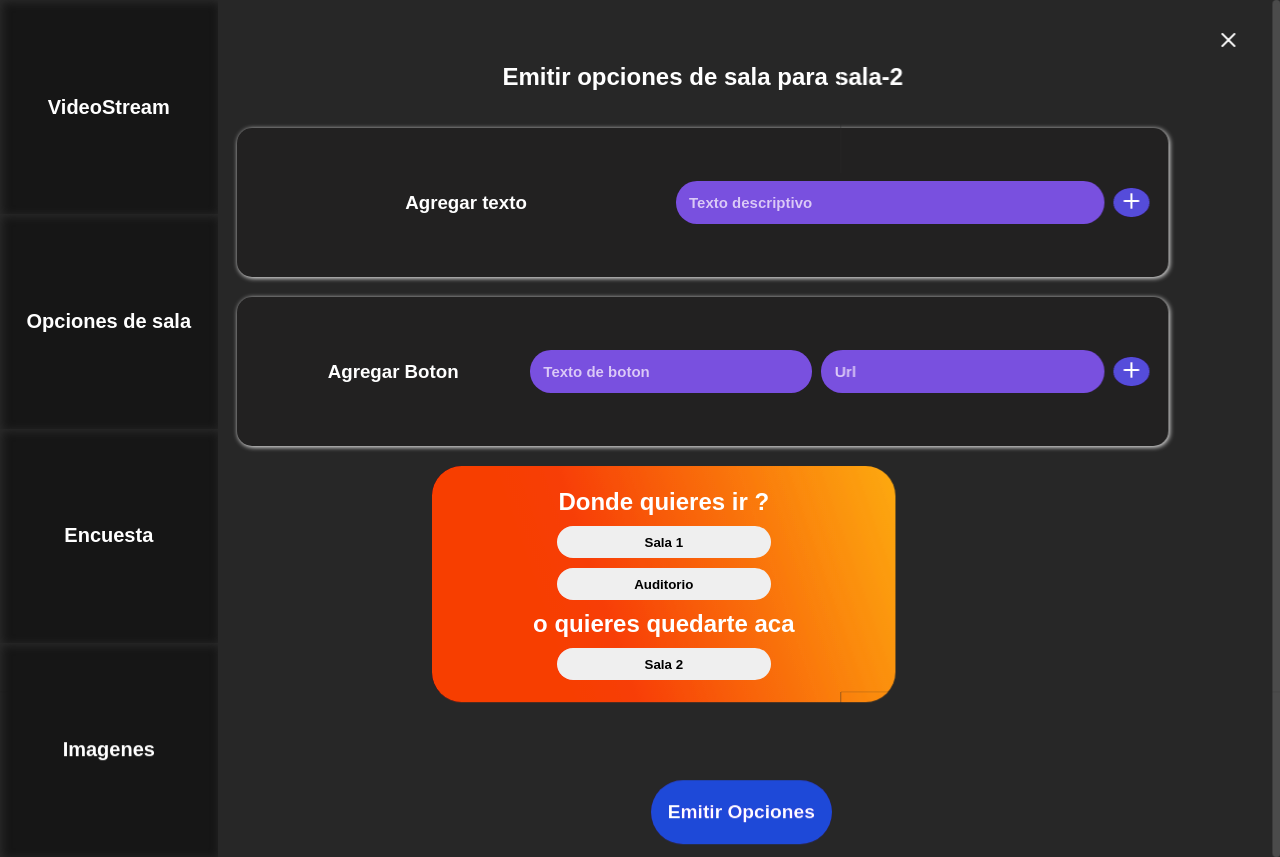 VideoStream
Opciones de sala
Encuesta
Imagenes
Emitir opciones de sala para sala-2
Agregar texto
Texto descriptivo
Agregar Boton
Texto de boton
Url
Donde quieres ir ?
Sala 1
Auditorio
o quieres quedarte aca
Sala 2
Emitir Opciones